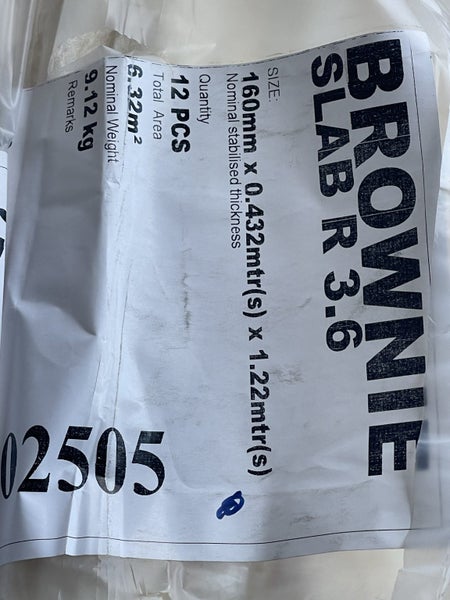 BROWNIE
SLAB R 3.6
SIZE:
160mm x 0.432mtr(s) x 1.22mtr(s)
Nominal stabilised thickness
Quantity
12 PCS
Total Area
6.32m²
Nominal Weight
9.12 kg
Remarks
02505